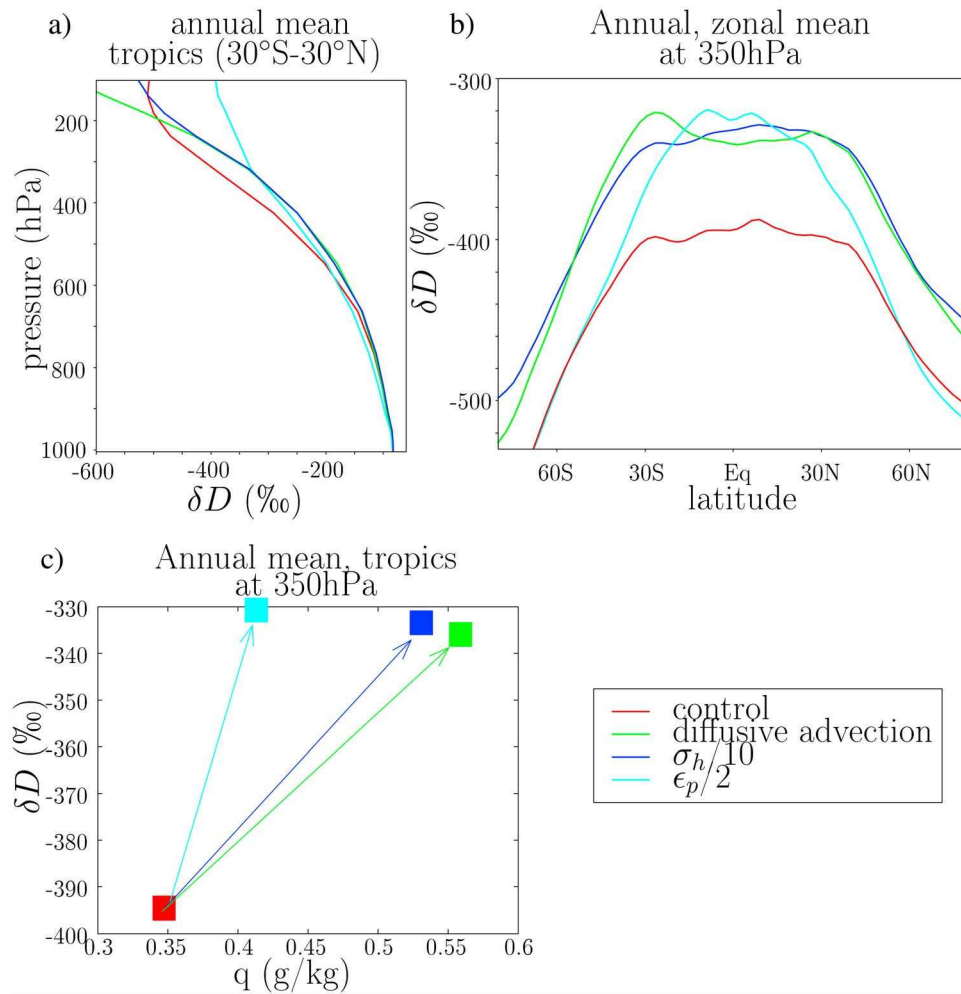 a) annual mean
tropics (30°S-30°N)
pressure (hPa)
200
400
600
800
1000
-600
-400
-200
δD (‰)
b) Annual, zonal mean
at 350hPa
δD (‰)
-300
-400
-500
60S
30S
Eq
30N
60N
latitude
c) Annual mean, tropics
at 350hPa
δD (‰)
-330
-340
-350
-360
-370
-380
-390
-400
0.3
0.35
0.4
0.45
0.5
0.55
0.6
q (g/kg)
control
diffusive advection
σh/10
ϵp/2